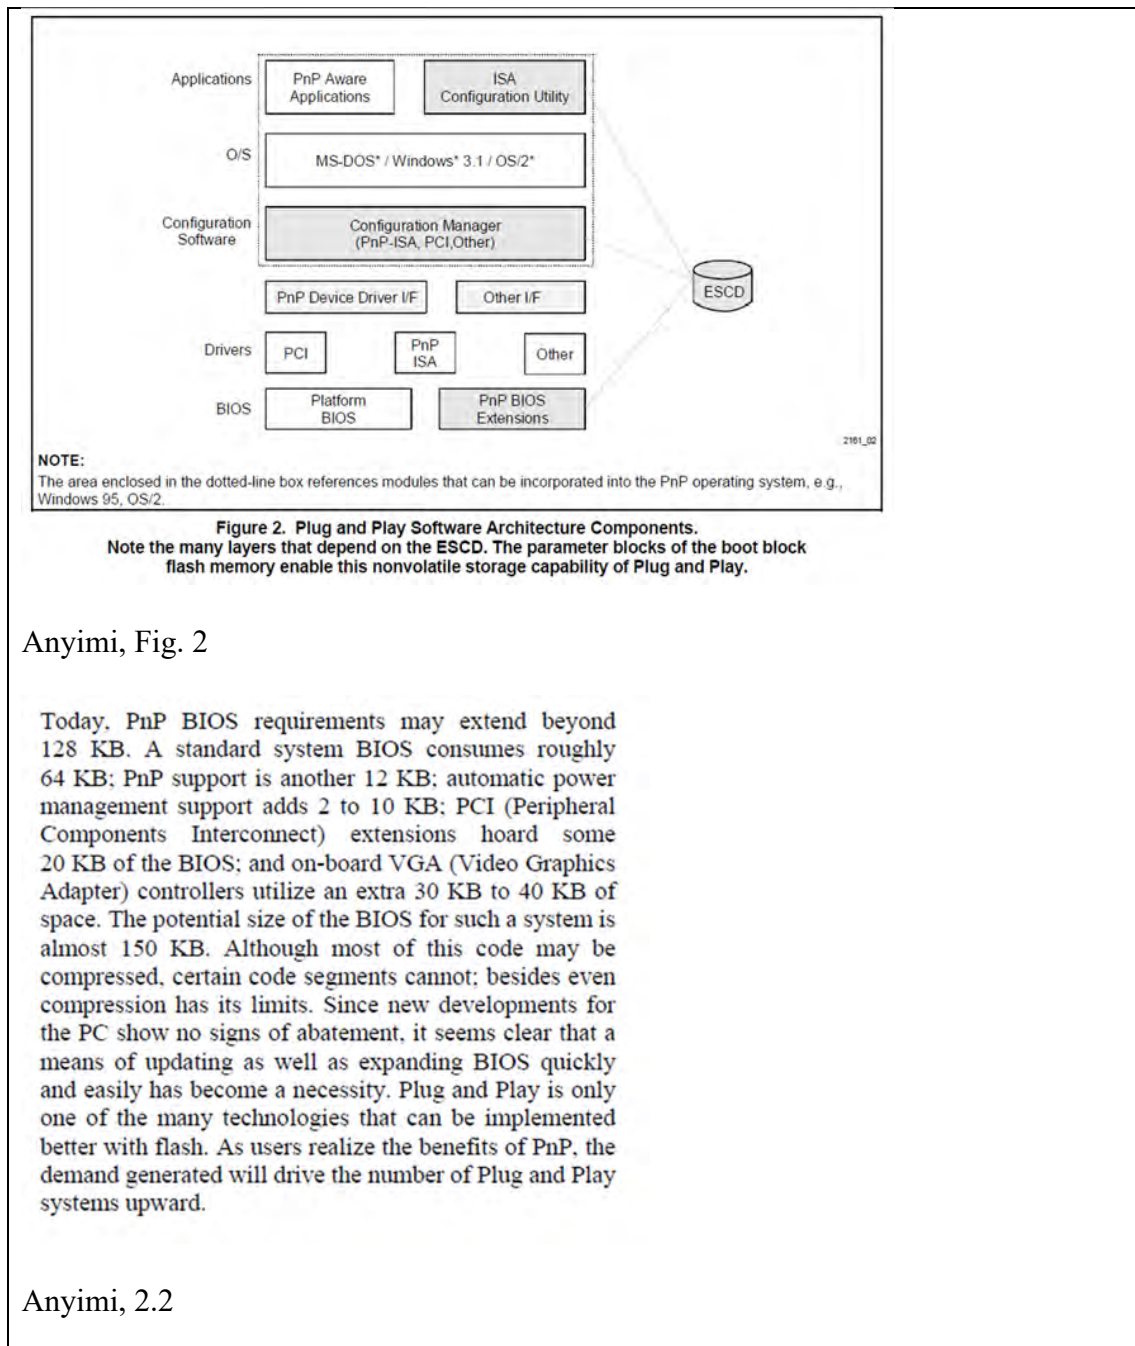 Applications
PnP Aware
Applications
ISA
Configuration Utility
O/S
MS-DOS* / Windows* 3.1 / OS/2*
Configuration
Software
Configuration Manager
(PnP-ISA, PCI,Other)
ESCD
PnP Device Driver I/F
Other I/F
Drivers
PCI
PnP
ISA
Other
BIOS
Platform
BIOS
PnP BIOS
Extensions
2161_02
NOTE:
The area enclosed in the dotted-line box references modules that can be incorporated into the PnP operating system, e.g.,
Windows 95, OS/2.
Figure 2. Plug and Play Software Architecture Components.
Note the many layers that depend on the ESCD. The parameter blocks of the boot block
flash memory enable this nonvolatile storage capability of Plug and Play.
Anyimi, Fig. 2
Today, PnP BIOS requirements may extend beyond
128 KB. A standard system BIOS consumes roughly
64 KB; PnP support is another 12 KB; automatic power
management support adds 2 to 10 KB; PCI (Peripheral
Components Interconnect) extensions hoard some
20 KB of the BIOS; and on-board VGA (Video Graphics
Adapter) controllers utilize an extra 30 KB to 40 KB of
space. The potential size of the BIOS for such a system is
almost 150 KB. Although most of this code may be
compressed, certain code segments cannot; besides even
compression has its limits. Since new developments for
the PC show no signs of abatement, it seems clear that a
means of updating as well as expanding BIOS quickly
and easily has become a necessity. Plug and Play is only
one of the many technologies that can be implemented
better with flash. As users realize the benefits of PnP, the
demand generated will drive the number of Plug and Play
systems upward.
Anyimi, 2.2